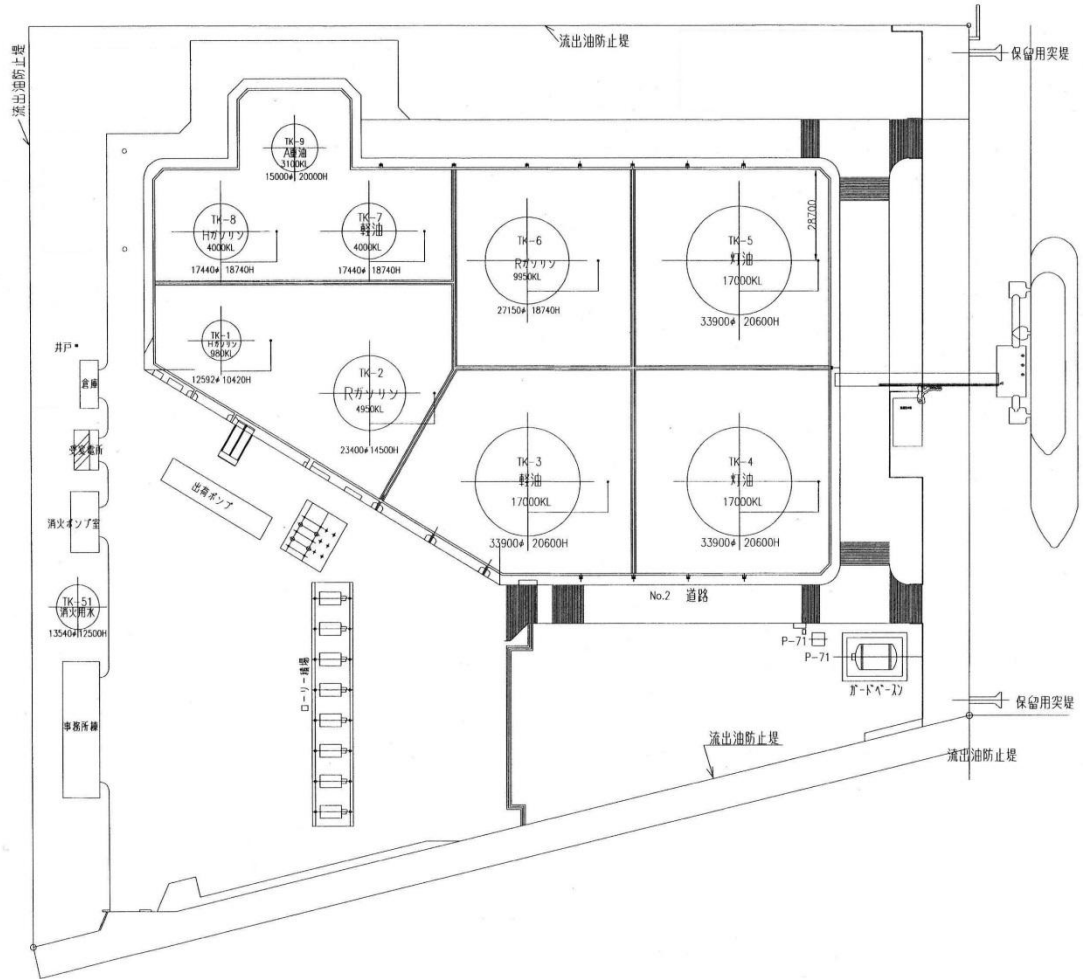 流出油防止堤
流出油防止堤
保留用突堤
TK-9
A重油
3100KL
15000φ 20000H
TK-8
Hガソリン
4000KL
17440φ 18740H
TK-7
軽油
4000KL
17440φ 18740H
TK-6
Rガソリン
9950KL
27150φ 18740H
TK-5
灯油
17000KL
33900φ 20600H
28700
TK-1
Hガソリン
980KL
12592φ 10420H
TK-2
Rガソリン
4950KL
23400φ14500H
TK-3
軽油
17000KL
33900φ 20600H
TK-4
灯油
17000KL
33900φ 20600H
井戸
倉庫
受変電所
出荷ポンプ
消火ポンプ室
TK-51
消火用水
13540φ12500H
ローリー積場
事務所棟
No.2 道路
P-71
P-71
ガードベースン
保留用突堤
流出油防止堤
流出油防止堤